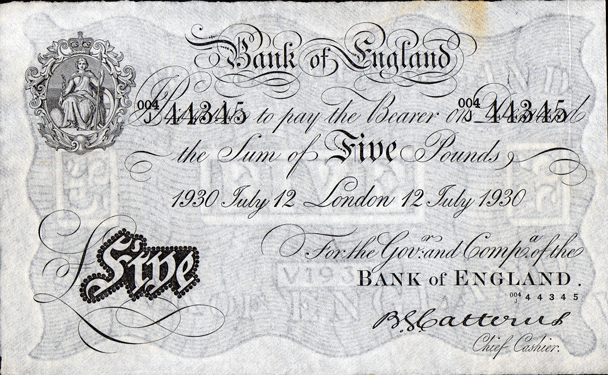 Bank of England
004
J 44345 to pay the Bearer on 004
J 44345
the Sum of Five Pounds
1930 July 12 London 12 July 1930
For the Govr. and Compa. of the
BANK of ENGLAND.
004
J 44345
Five
B G Catterns
Chief Cashier.